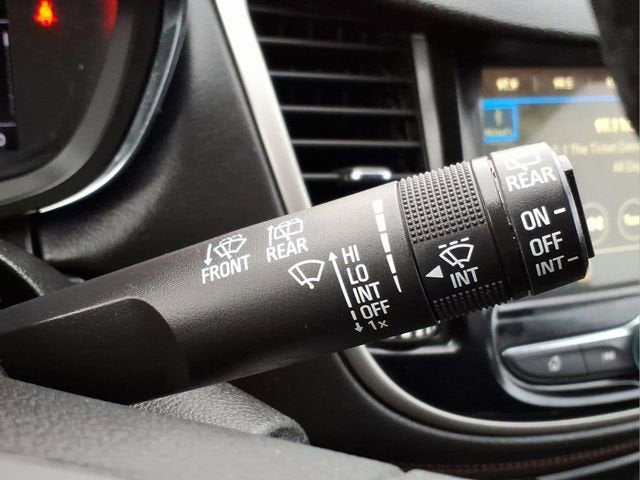 FRONT
REAR
HI
LO
INT
OFF
1x
INT
REAR
ON
OFF
INT